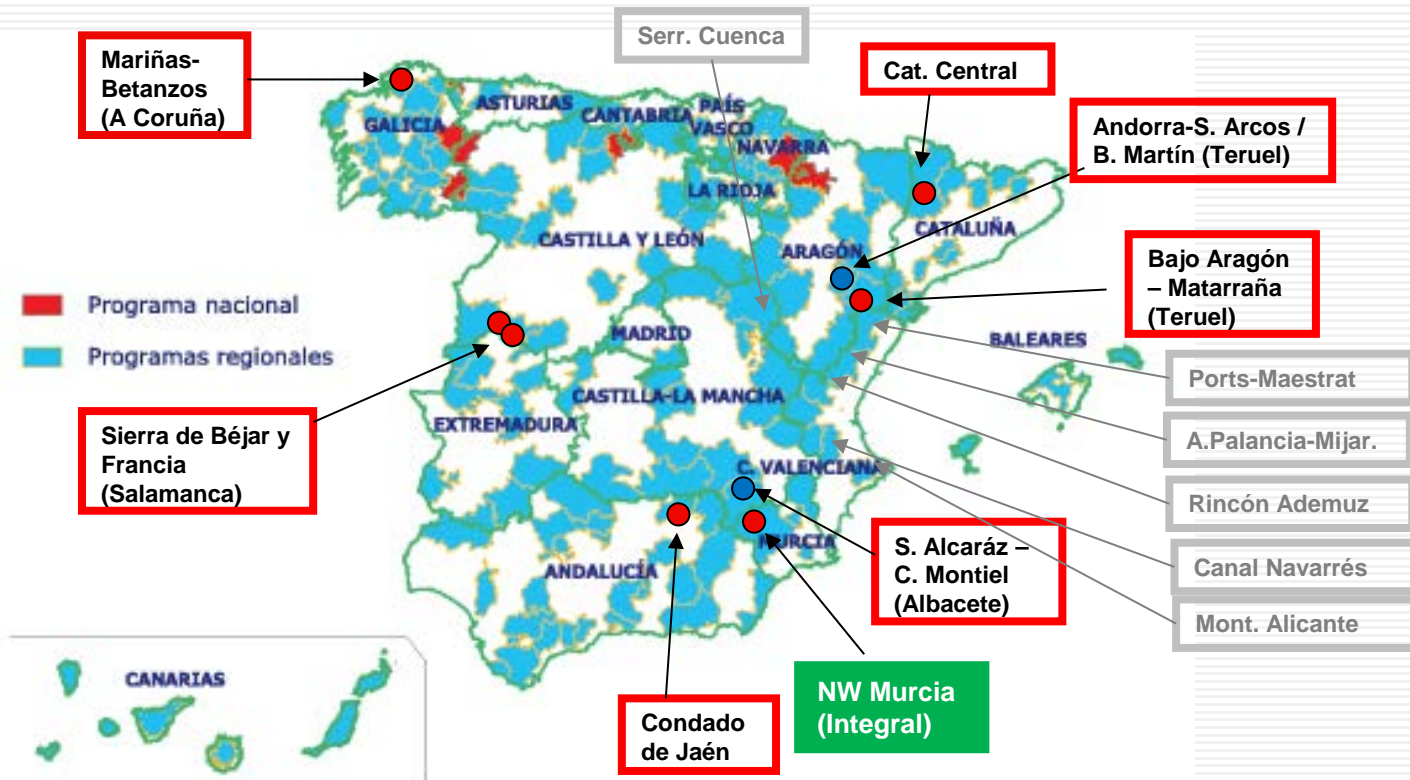 Mariñas-
Betanzos
(A Coruña)
Serr. Cuenca
Cat. Central
Andorra-S. Arcos /
B. Martín (Teruel)
ASTURIAS
CANTABRIA
PAÍS
VASCO
GALICIA
NAVARRA
LA RIOJA
CATALUÑA
CASTILLA Y LEÓN
ARAGÓN
Bajo Aragón
– Matarraña
(Teruel)
Programa nacional
Programas regionales
MADRID
BALEARES
Ports-Maestrat
CASTILLA-LA MANCHA
EXTREMADURA
A.Palancia-Mijar.
Sierra de Béjar y
Francia
(Salamanca)
C. VALENCIANA
Rincón Ademuz
MURCIA
ANDALUCÍA
S. Alcaráz –
C. Montiel
(Albacete)
Canal Navarrés
Mont. Alicante
CANARIAS
NW Murcia
(Integral)
Condado
de Jaén